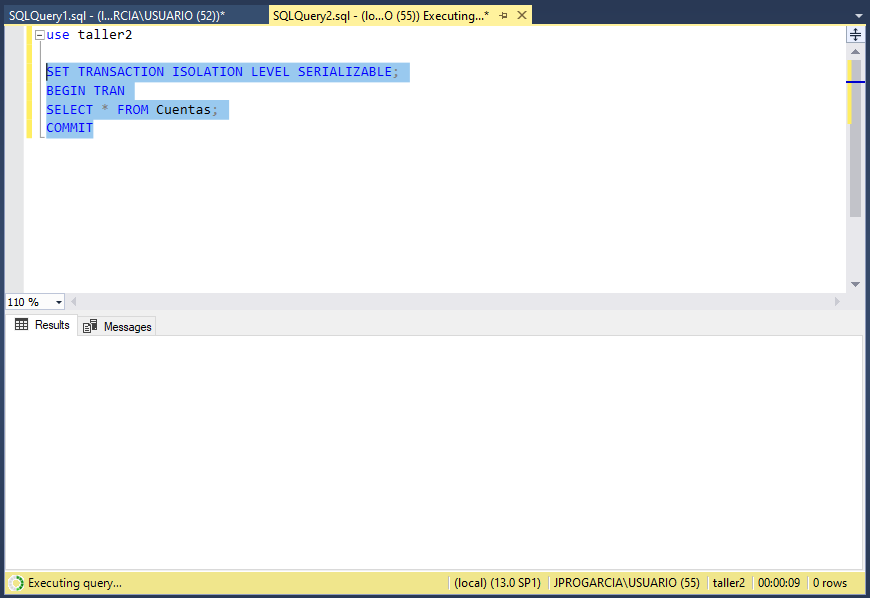 SQLQuery1.sql - (l...RCIA\USUARIO (52))*
SQLQuery2.sql - (lo...O (55)) Executing...*
use taller2
SET TRANSACTION ISOLATION LEVEL SERIALIZABLE;
BEGIN TRAN
SELECT * FROM Cuentas;
COMMIT
110 %
Results
Messages
Executing query...
(local) (13.0 SP1)
JPROGARCIA\USUARIO (55)
taller2
00:00:09
0 rows